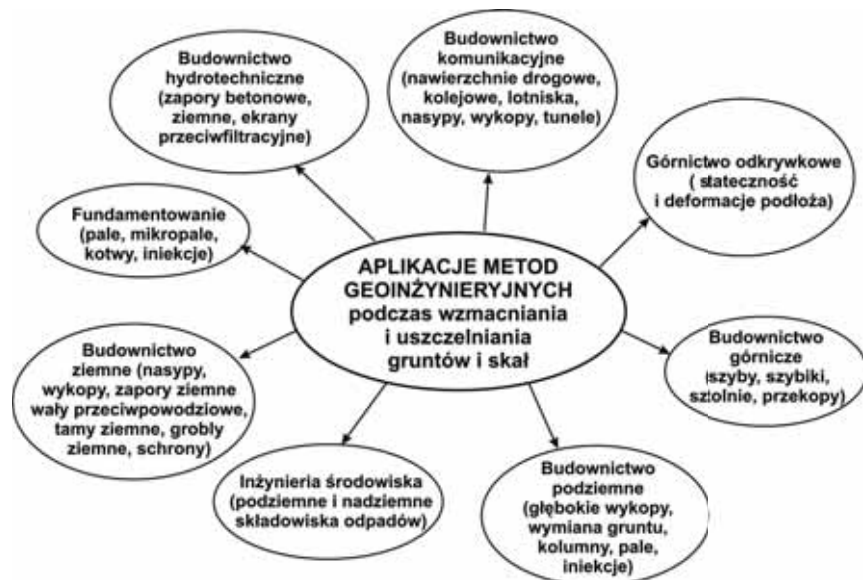 Budownictwo
hydrotechniczne
(zapory betonowe,
ziemne, ekrany
przeciwfiltracyjne)
Budownictwo
komunikacyjne
(nawierzchnie drogowe,
kolejowe, lotniska,
nasypy, wykopy, tunele)
Górnictwo odkrywkowe
( stateczność
i deformacje podłoża)
Fundamentowanie
(pale, mikropale,
kotwy, iniekcje)
APLIKACJE METOD
GEOINŻYNIERYJNYCH
podczas wzmacniania
i uszczelniania
gruntów i skał
Budownictwo
górnicze
(szyby, szybiki,
sztolnie, przekopy)
Budownictwo
ziemne (nasypy,
wykopy, zapory ziemne
wały przeciwpowodziowe,
tamy ziemne, grobly
ziemne, schrony)
Inżynieria środowiska
(podziemne i nadziemne
składowiska odpadów)
Budownictwo
podziemne
(głębokie wykopy,
wymiana gruntu,
kolumny, pale,
iniekcje)